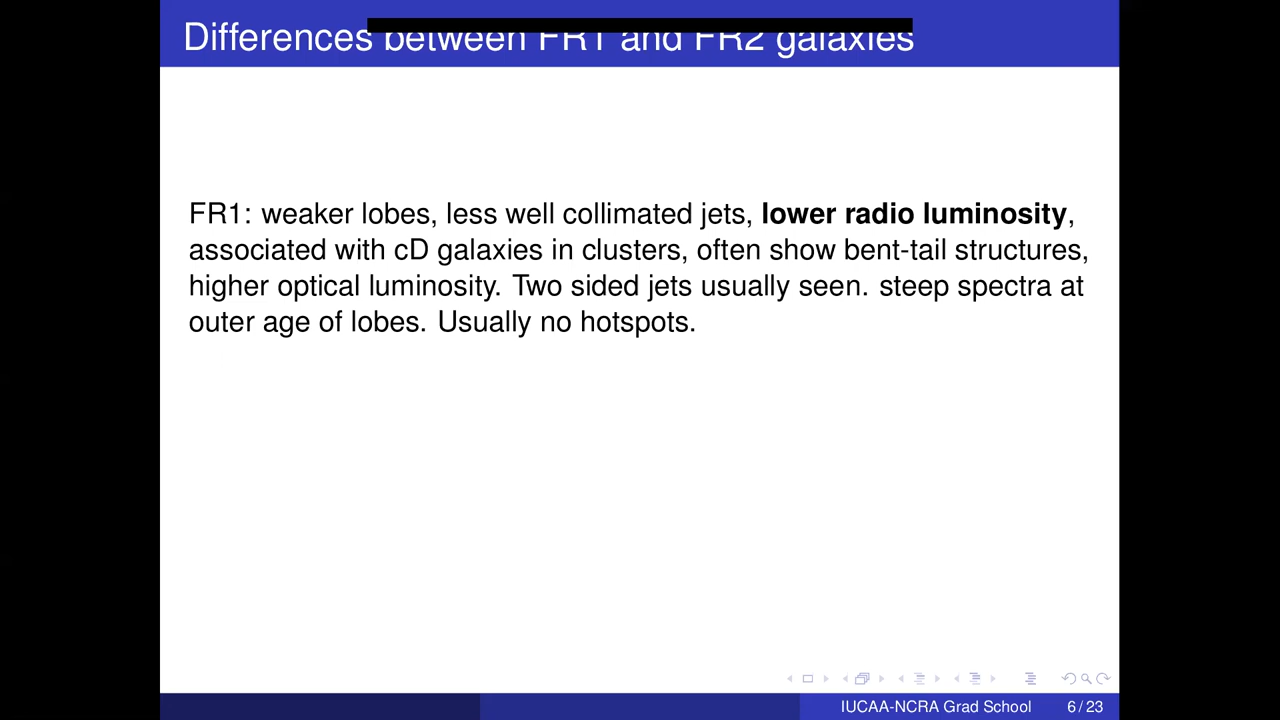 Differences between FR1 and FR2 galaxies
FR1: weaker lobes, less well collimated jets, lower radio luminosity,
associated with cD galaxies in clusters, often show bent-tail structures,
higher optical luminosity. Two sided jets usually seen. steep spectra at
outer age of lobes. Usually no hotspots.
IUCAA-NCRA Grad School 6 / 23